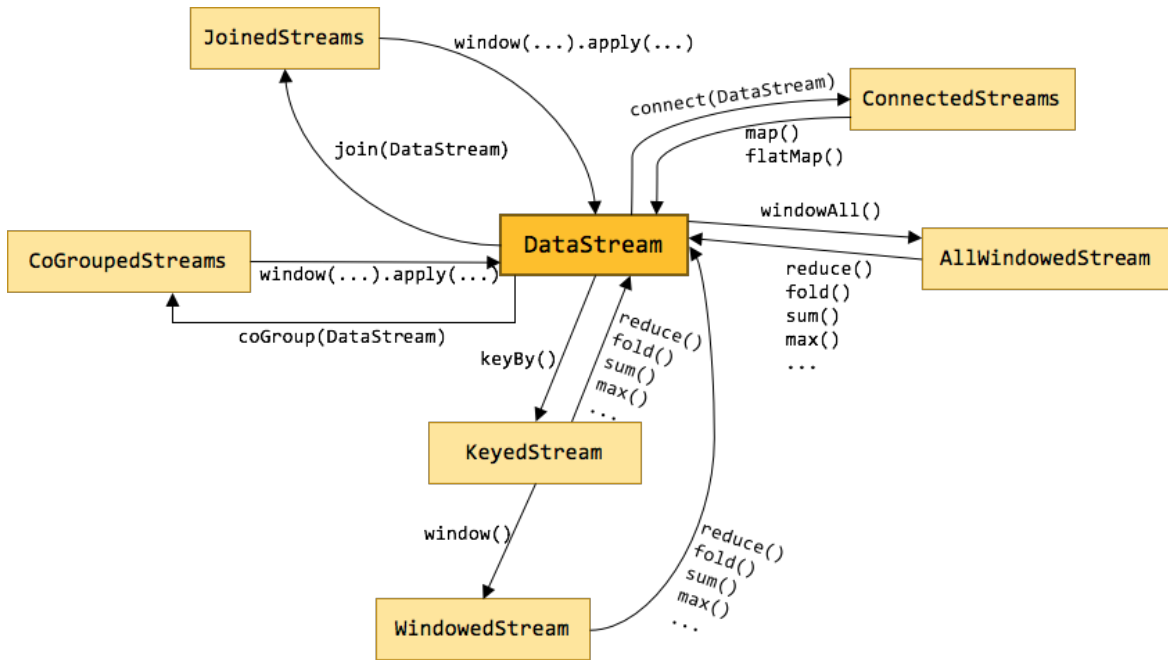 JoinedStreams
window(...).apply(...)
connect(DataStream)
ConnectedStreams
map()
flatMap()
join(DataStream)
windowAll()
DataStream
CoGroupedStreams
window(...).apply(...)
AllWindowedStream
reduce()
fold()
sum()
max()
...
coGroup(DataStream)
keyBy()
reduce()
fold()
sum()
max()
...
KeyedStream
window()
reduce()
fold()
sum()
max()
...
WindowedStream